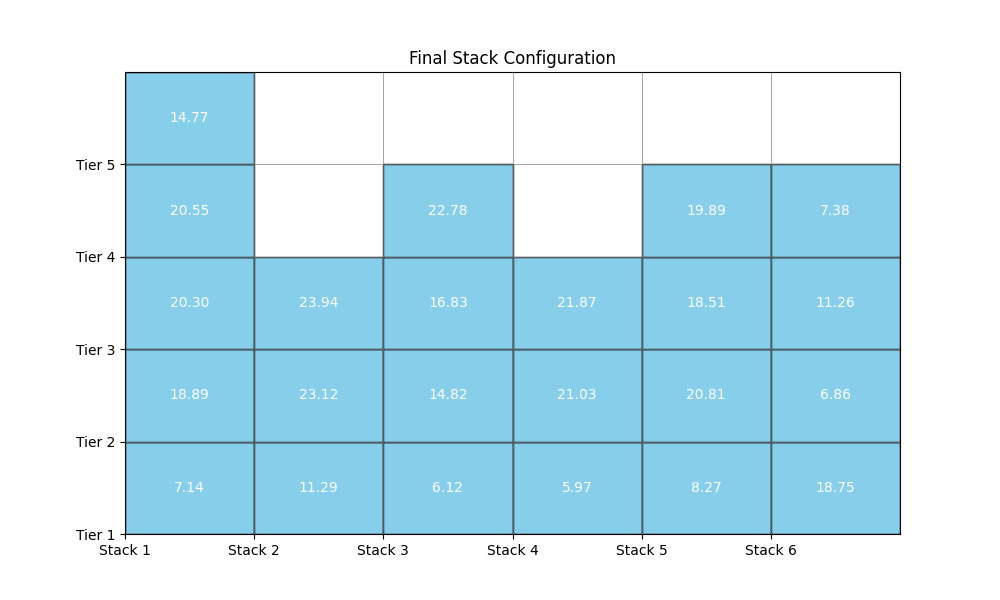 Final Stack Configuration
14.77
Tier 5
20.55 22.78 19.89 7.38
Tier 4
20.30 23.94 16.83 21.87 18.51 11.26
Tier 3
18.89 23.12 14.82 21.03 20.81 6.86
Tier 2
7.14 11.29 6.12 5.97 8.27 18.75
Tier 1
Stack 1 Stack 2 Stack 3 Stack 4 Stack 5 Stack 6